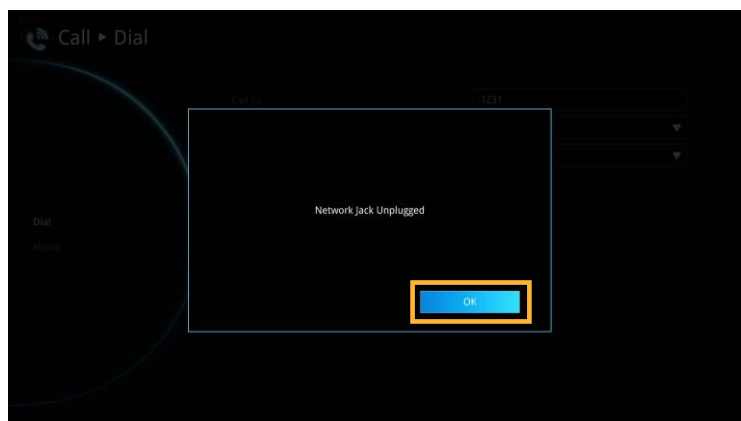 Call ▸ Dial
Call to 1231
Network Jack Unplugged
Dial
Home
OK